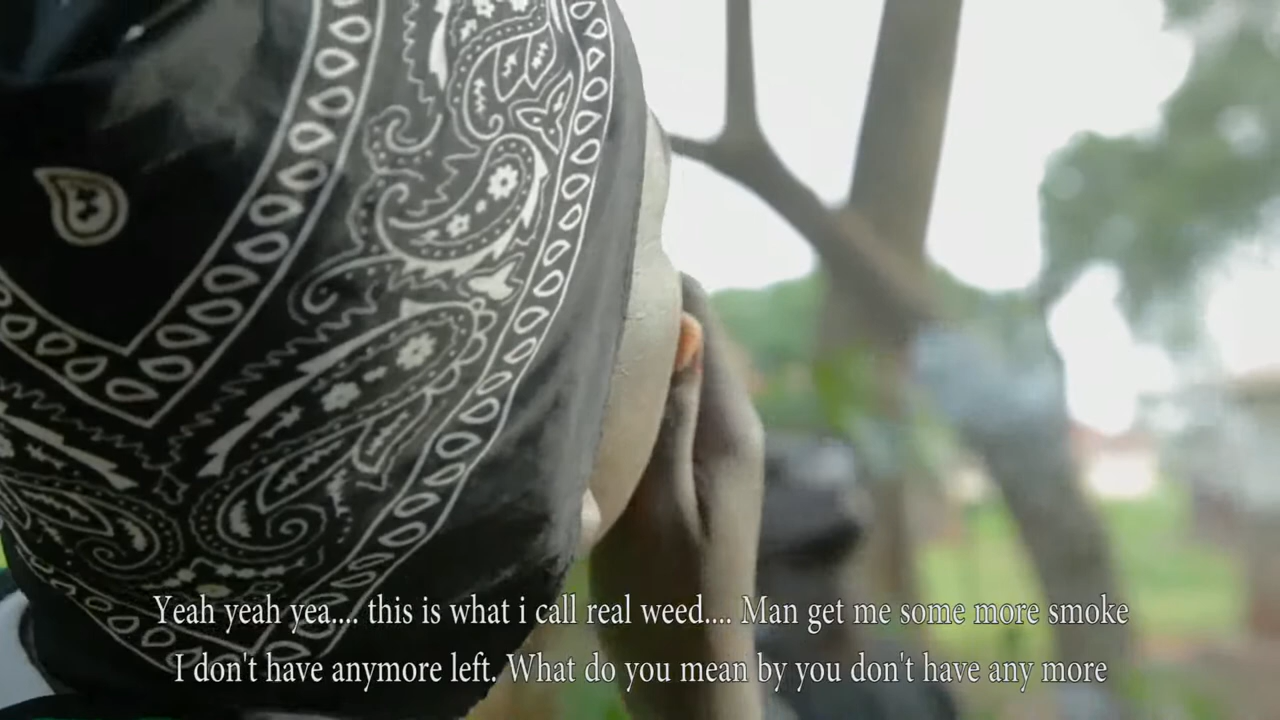 Yeah yeah yea.... this is what i call real weed.... Man get me some more smoke
I don't have anymore left. What do you mean by you don't have any more